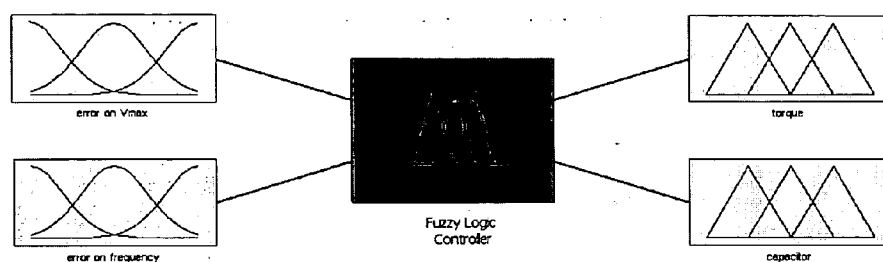 error on Vmax
torque
Fuzzy Logic
Controller
error on frequency
capacitor